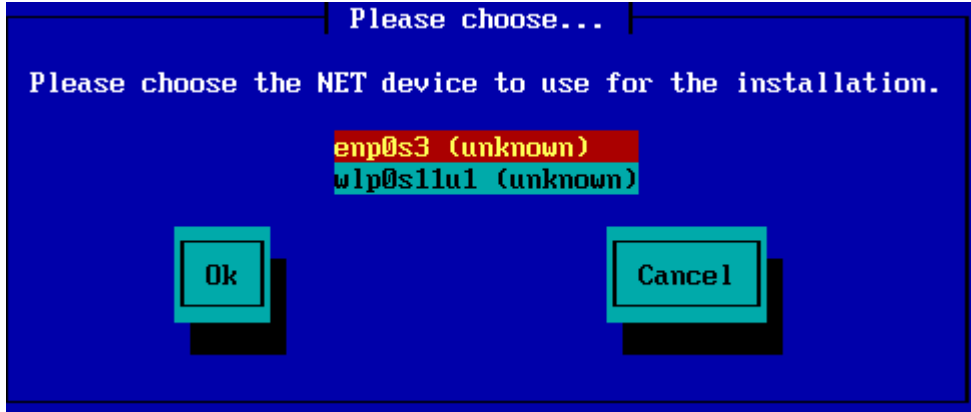 Please choose...
Please choose the NET device to use for the installation.
enp0s3 (unknown)
wlp0s11u1 (unknown)
Ok
Cancel